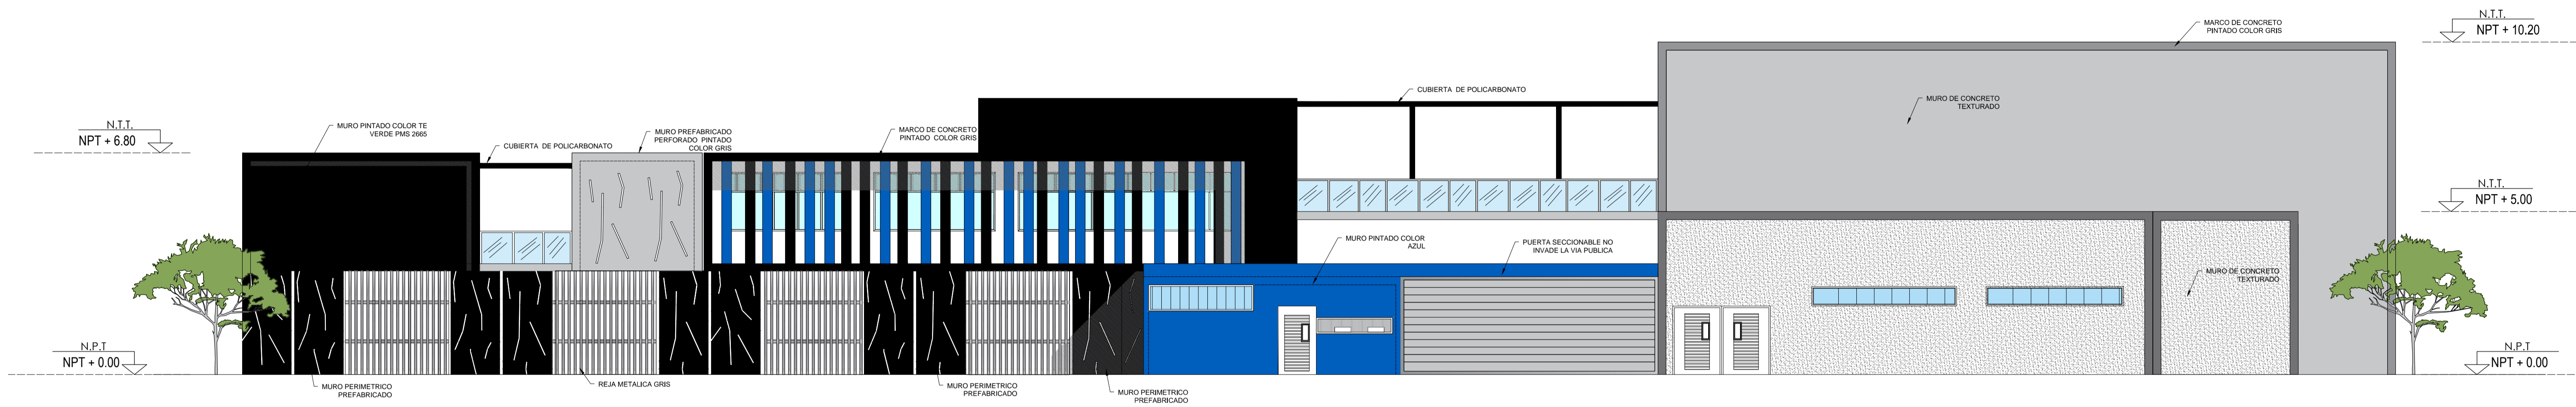 N.T.T.
NPT + 6.80
N.P.T
NPT + 0.00
MURO PINTADO COLOR TE
VERDE PMS 2665
CUBIERTA DE POLICARBONATO
MURO PREFABRICADO
PERFORADO PINTADO
COLOR GRIS
MARCO DE CONCRETO
PINTADO COLOR GRIS
CUBIERTA DE POLICARBONATO
MURO PINTADO COLOR
AZUL
PUERTA SECCIONABLE NO
INVADE LA VIA PUBLICA
MURO DE CONCRETO
TEXTURADO
MARCO DE CONCRETO
PINTADO COLOR GRIS
MURO DE CONCRETO
TEXTURADO
N.T.T.
NPT + 10.20
N.T.T.
NPT + 5.00
N.P.T
NPT + 0.00
MURO PERIMETRICO
PREFABRICADO
REJA METALICA GRIS
MURO PERIMETRICO
PREFABRICADO
MURO PERIMETRICO
PREFABRICADO